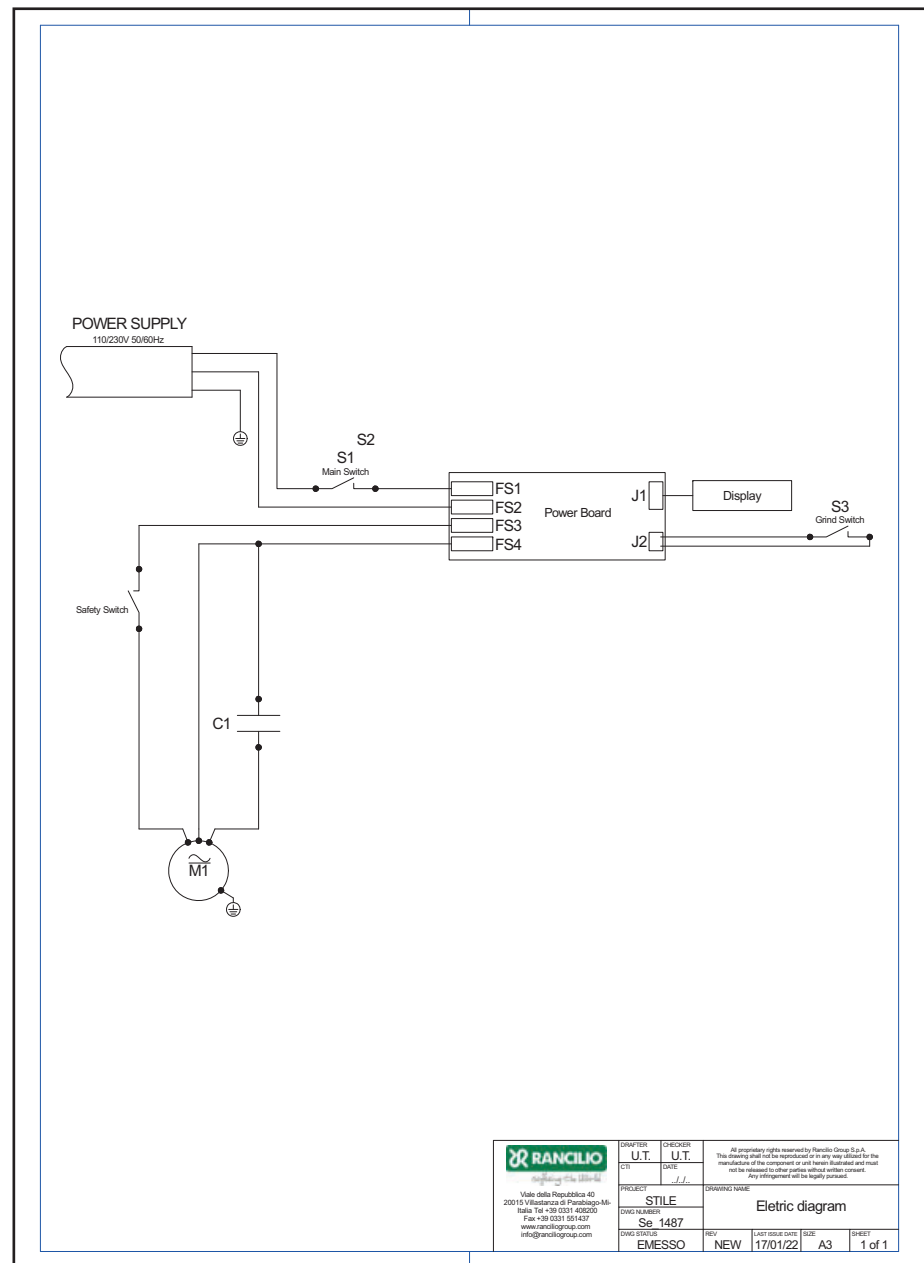 POWER SUPPLY
110/230V 50/60Hz
S2
S1
Main Switch
FS1
FS2
FS3
FS4
Power Board
J1
J2
Display
S3
Grind Switch
Safety Switch
C1
M1
RANCILIO
Viale della Repubblica 40
20015 Villastanza di Parabiago-Mi-
Italia Tel +39 0331 408200
Fax +39 0331 551437
www.ranciliogroup.com
info@ranciliogroup.com
DRAFTER
U.T.
CHECKER
U.T.
CTI
DATE
../../..
PROJECT
STILE
DWG NUMBER
Se_1487
DWG STATUS
EMESSO
All proprietary rights reserved by Rancilio Group S.p.A.
This drawing shall not be reproduced or in any way utilized for the
manufacture of the component or unit herein illustrated and must
not be released to other parties without written consent.
Any infringement will be legally pursued.
DRAWING NAME
Eletric diagram
REV
NEW
LAST ISSUE DATE
17/01/22
SIZE
A3
SHEET
1 of 1